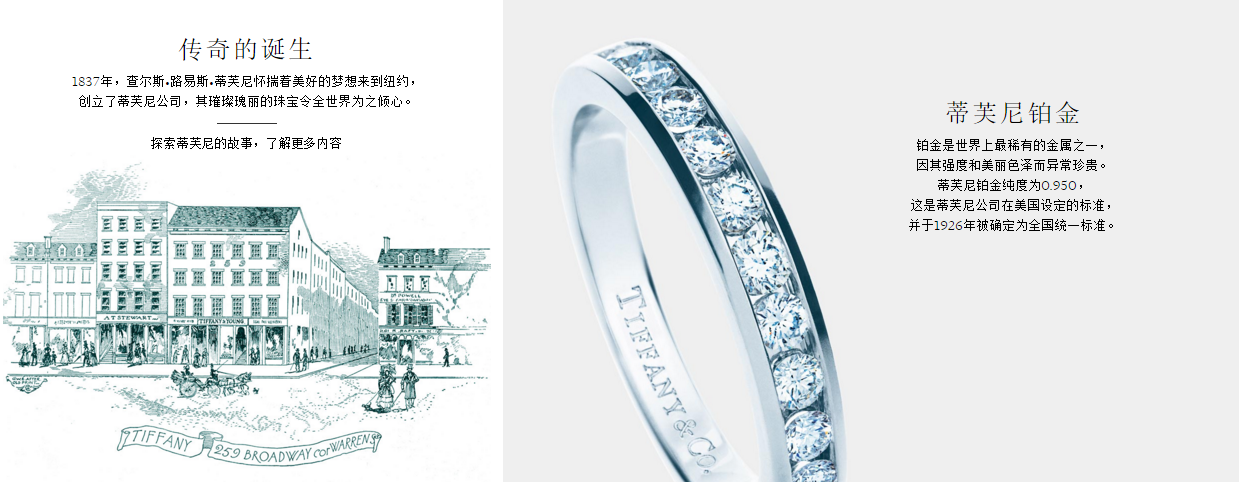 传奇的诞生
1837年，查尔斯•路易斯•蒂芙尼怀揣着美好的梦想来到纽约，
创立了蒂芙尼公司，其璀璨瑰丽的珠宝令全世界为之倾心。
探索蒂芙尼的故事，了解更多内容
259
DR POWELL
A T STEWART
TIFFANY & YOUNG
TIFFANY
259 BROADWAY cor WARREN St
TIFFANY & CO.
蒂芙尼铂金
铂金是世界上最稀有的金属之一，
因其强度和美丽色泽而异常珍贵。
蒂芙尼铂金纯度为0.950，
这是蒂芙尼公司在美国设定的标准，
并于1926年被确定为全国统一标准。